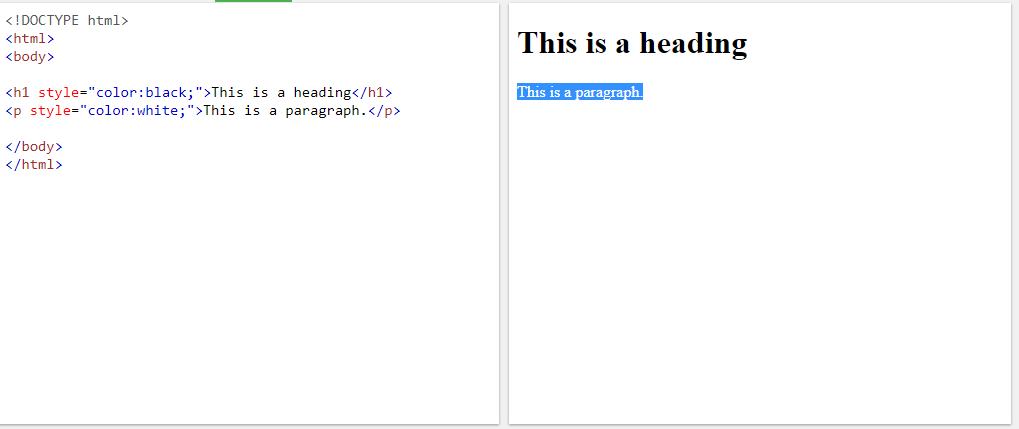 <!DOCTYPE html>
<html>
<body>
<h1 style="color:black;">This is a heading</h1>
<p style="color:white;">This is a paragraph.</p>
</body>
</html>
This is a heading
This is a paragraph.